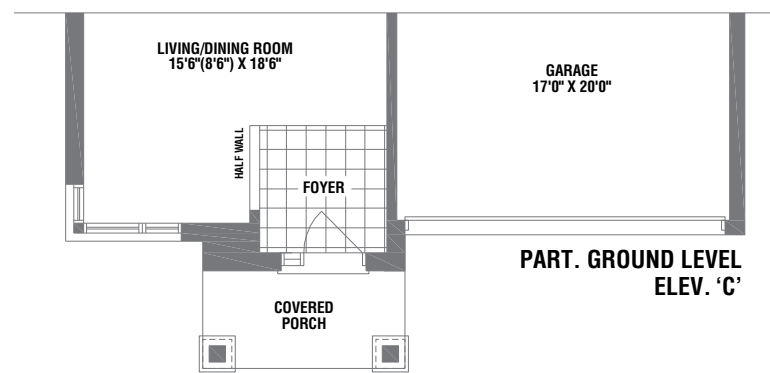 LIVING/DINING ROOM
15'6"(8'6") X 18'6"
GARAGE
17'0" X 20'0"
HALF WALL
FOYER
PART. GROUND LEVEL
ELEV. ‘C’
COVERED
PORCH